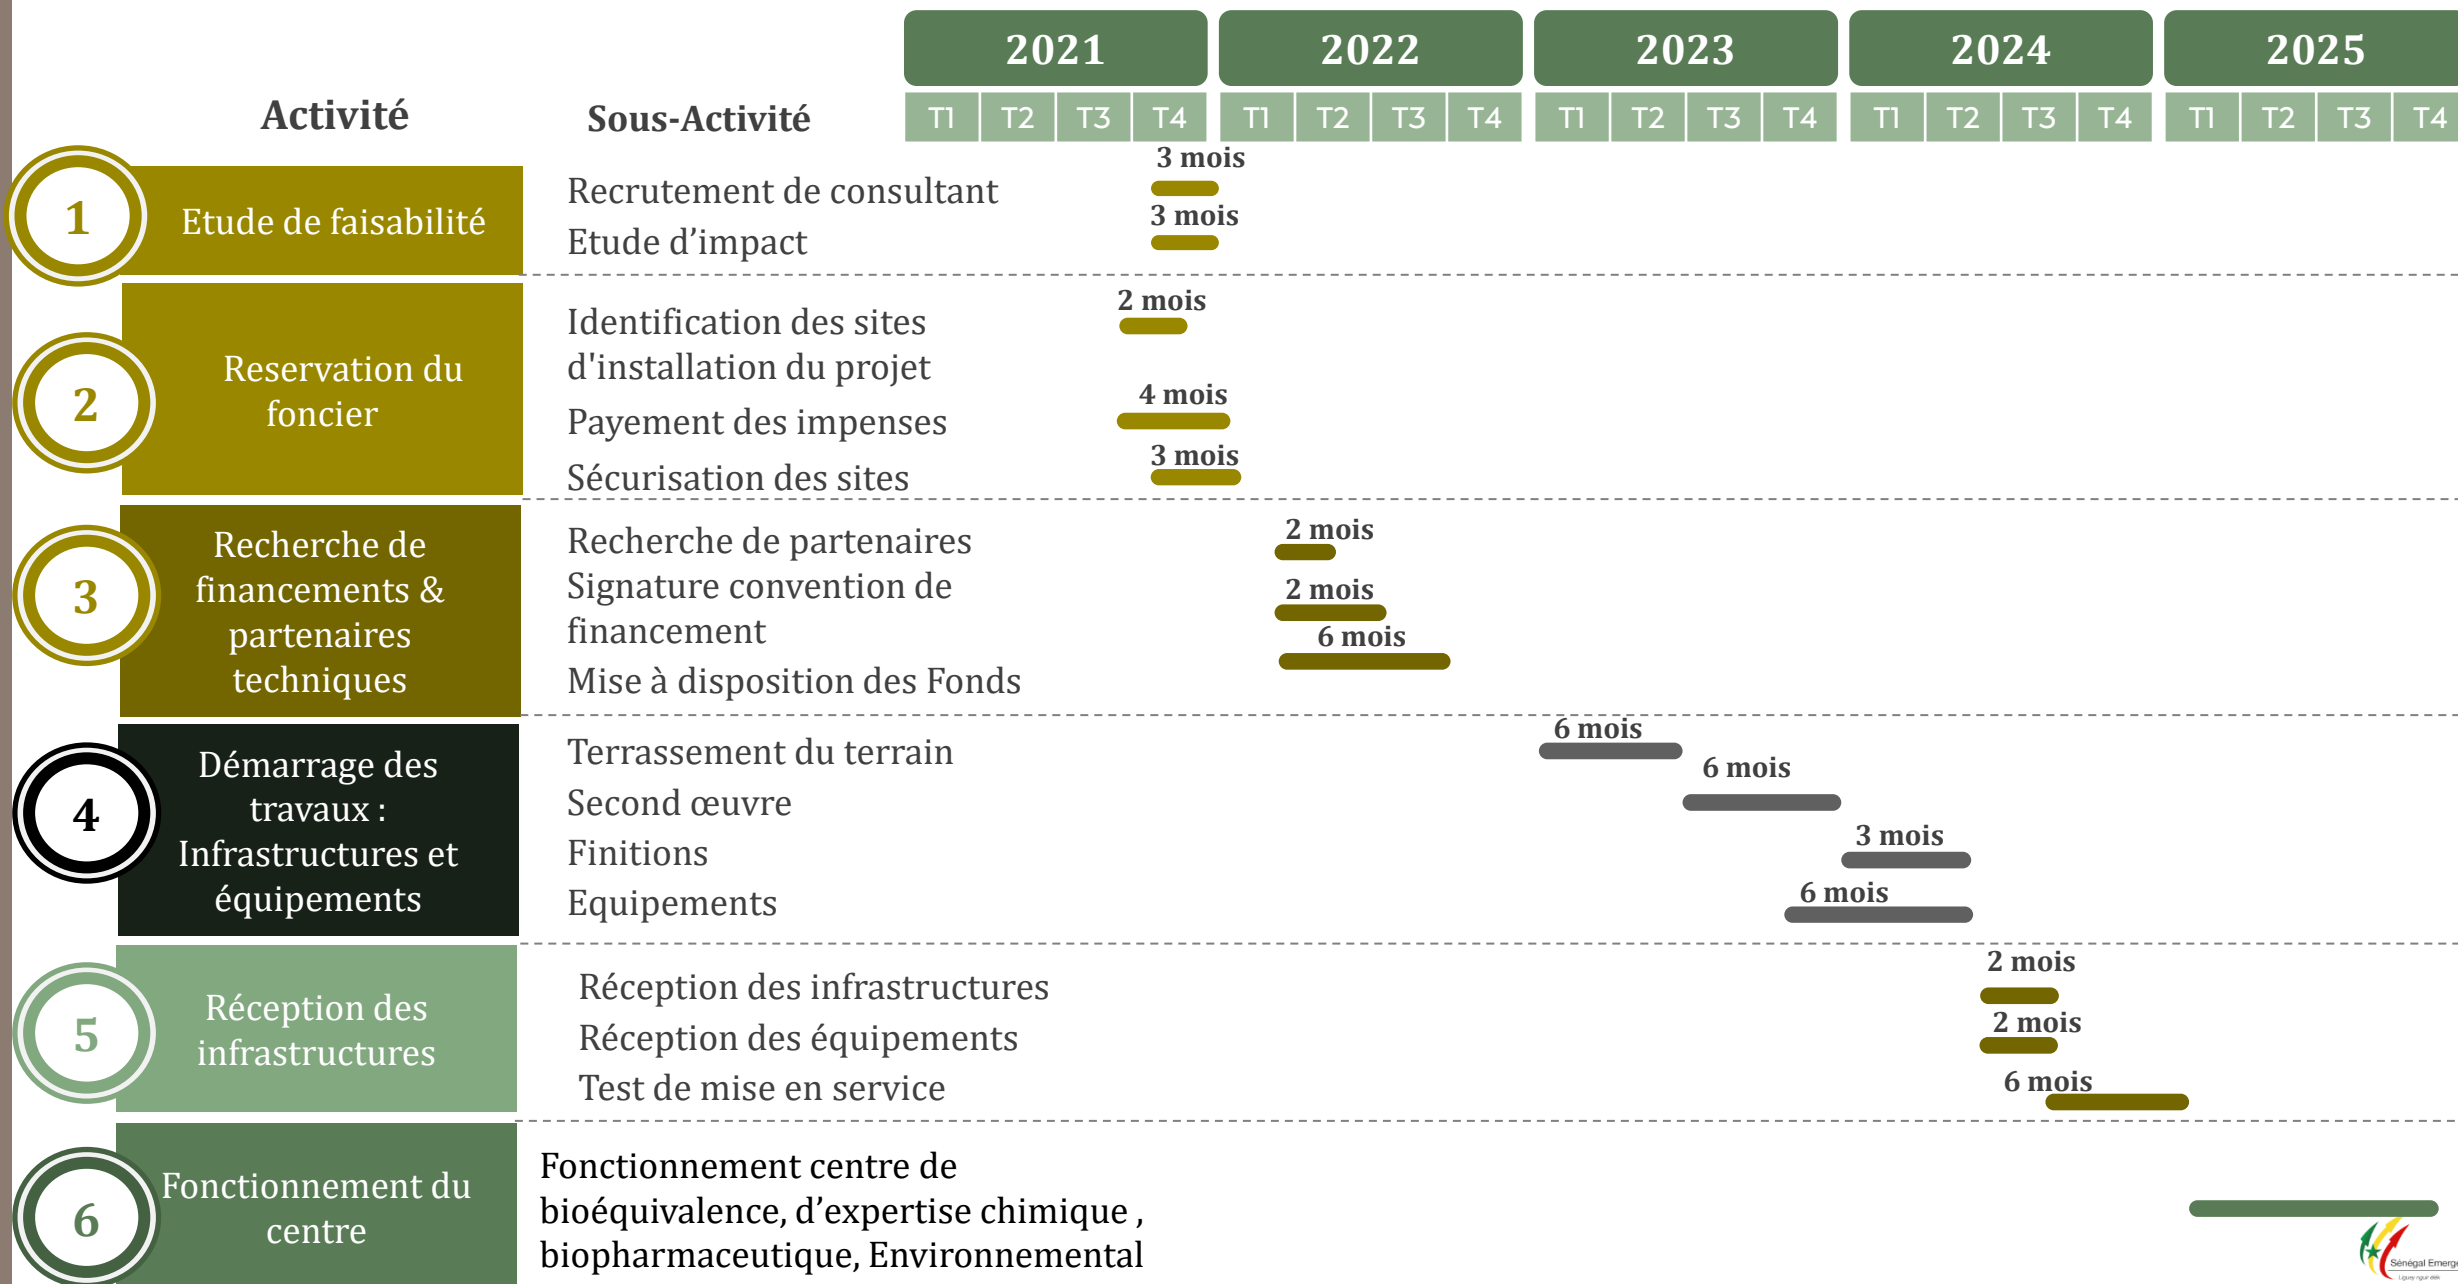 2021 2022 2023 2024 2025
Activité Sous-Activité T1 T2 T3 T4 T1 T2 T3 T4 T1 T2 T3 T4 T1 T2 T3 T4 T1 T2 T3 T4
1
Etude de faisabilité
3 mois
Recrutement de consultant
3 mois
Etude d’impact
2
Reservation du
foncier
2 mois
Identification des sites
d'installation du projet
4 mois
Payement des impenses
3 mois
Sécurisation des sites
3
Recherche de
financements &
partenaires
techniques
2 mois
Recherche de partenaires
Signature convention de
financement
2 mois
6 mois
Mise à disposition des Fonds
4
Démarrage des
travaux :
Infrastructures et
équipements
6 mois
Terrassement du terrain
6 mois
Second œuvre
3 mois
Finitions
6 mois
Equipements
5
Réception des
infrastructures
2 mois
Réception des infrastructures
2 mois
Réception des équipements
6 mois
Test de mise en service
6
Fonctionnement du
centre
Fonctionnement centre de
bioéquivalence, d’expertise chimique ,
biopharmaceutique, Environnemental
Sénégal Emerge